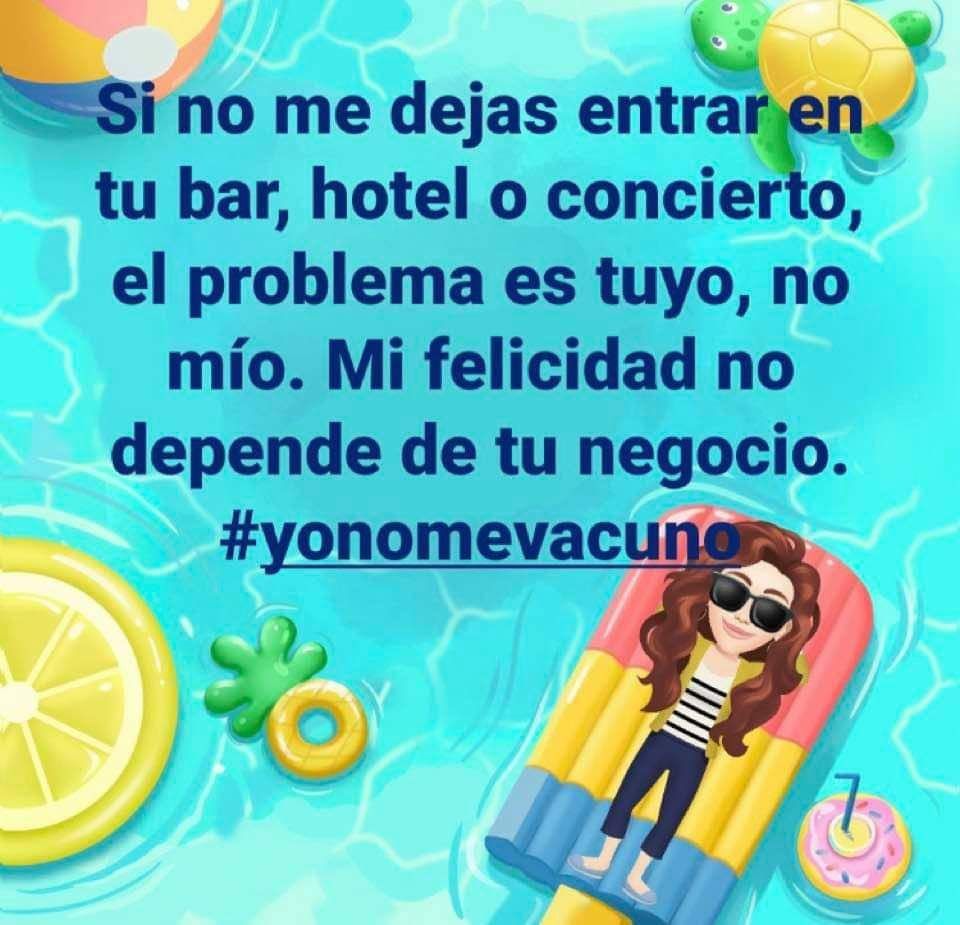 Si no me dejas entrar en
tu bar, hotel o concierto,
el problema es tuyo, no
mío. Mi felicidad no
depende de tu negocio.
#yonomevacuno